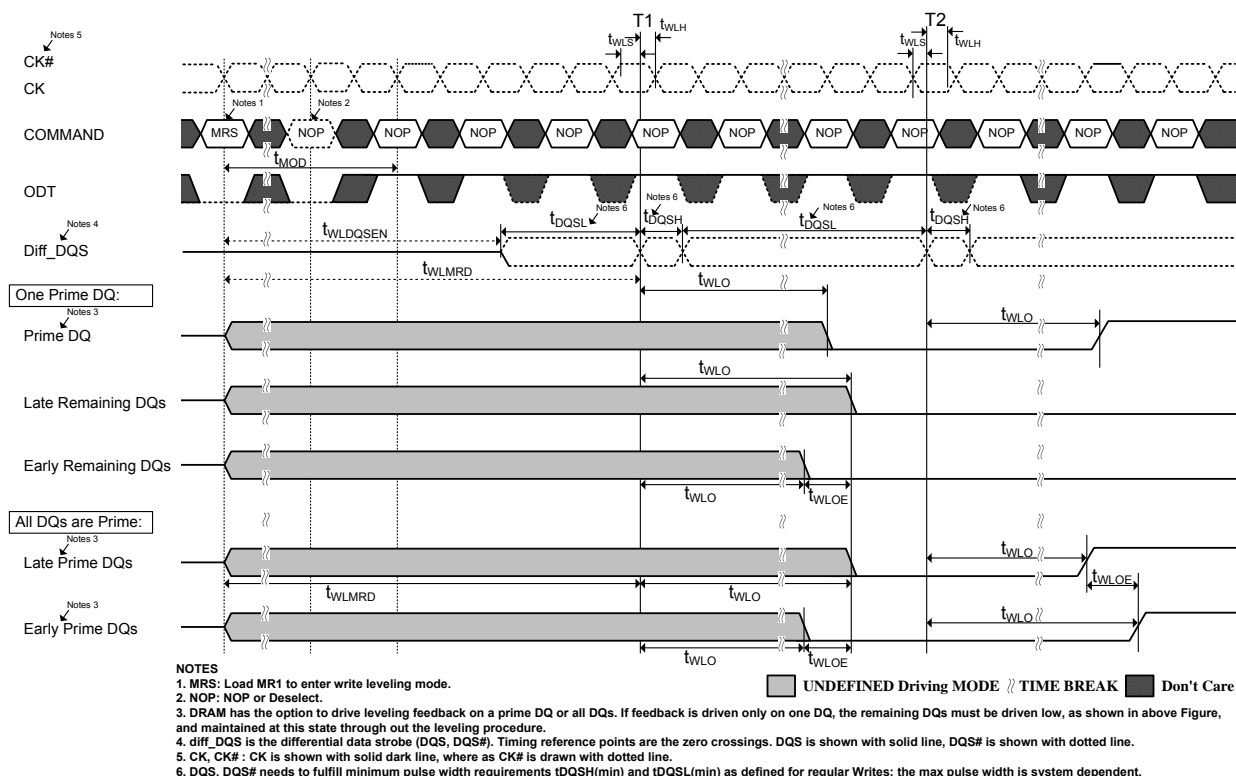 T1 T2
Notes 5 tWLS tWLH tWLS tWLH
CK#
CK
Notes 1 Notes 2
COMMAND MRS NOP NOP NOP NOP NOP NOP NOP NOP NOP NOP NOP
tMOD
ODT
Notes 4 Notes 6 Notes 6 Notes 6 Notes 6
tDQSL tDQSH tDQSL tDQSH
Diff_DQS tWLDQSEN
tWLMRD
tWLO
One Prime DQ:
Notes 3
Prime DQ tWLO
tWLO
Late Remaining DQs
Early Remaining DQs
tWLO tWLOE
All DQs are Prime:
Notes 3
Late Prime DQs tWLO
tWLMRD tWLO tWLOE
Notes 3
Early Prime DQs tWLO
tWLO tWLOE
NOTES
1. MRS: Load MR1 to enter write leveling mode.
2. NOP: NOP or Deselect.
UNDEFINED Driving MODE TIME BREAK Don't Care
3. DRAM has the option to drive leveling feedback on a prime DQ or all DQs. If feedback is driven only on one DQ, the remaining DQs must be driven low, as shown in above Figure,
and maintained at this state through out the leveling procedure.
4. diff_DQS is the differential data strobe (DQS, DQS#). Timing reference points are the zero crossings. DQS is shown with solid line, DQS# is shown with dotted line.
5. CK, CK# : CK is shown with solid dark line, where as CK# is drawn with dotted line.
6. DQS, DQS# needs to fulfill minimum pulse width requirements tDQSH(min) and tDQSL(min) as defined for regular Writes; the max pulse width is system dependent.